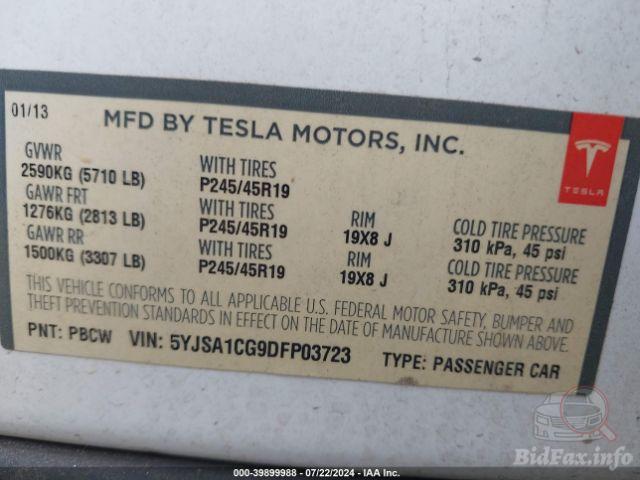 01/13
MFD BY TESLA MOTORS, INC.
TESLA
GVWR
2590KG (5710 LB) WITH TIRES
P245/45R19
GAWR FRT
1276KG (2813 LB) WITH TIRES P245/45R19 RIM 19X8 J COLD TIRE PRESSURE 310 kPa, 45 psi
GAWR RR
1500KG (3307 LB) WITH TIRES P245/45R19 RIM 19X8 J COLD TIRE PRESSURE 310 kPa, 45 psi
THIS VEHICLE CONFORMS TO ALL APPLICABLE U.S. FEDERAL MOTOR SAFETY, BUMPER AND
THEFT PREVENTION STANDARDS IN EFFECT ON THE DATE OF MANUFACTURE SHOWN ABOVE.
PNT: PBCW VIN: 5YJSA1CG9DFP03723 TYPE: PASSENGER CAR
BidFax.info
000-39899988 - 07/22/2024 - IAA Inc.